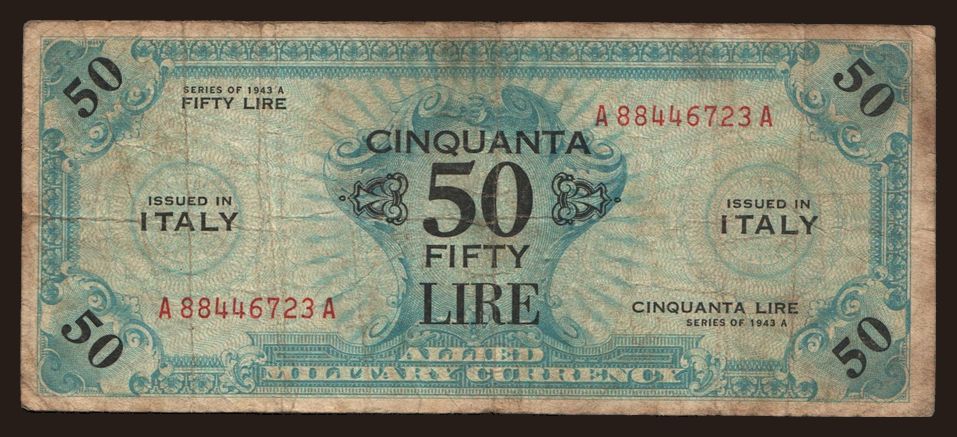 50
50
SERIES OF 1943 A
FIFTY LIRE
A 88446723 A
CINQUANTA
50
FIFTY
LIRE
ISSUED IN
ITALY
ISSUED IN
ITALY
A 88446723 A
CINQUANTA LIRE
SERIES OF 1943 A
50
50
ALLIED
MILITARY CURRENCY